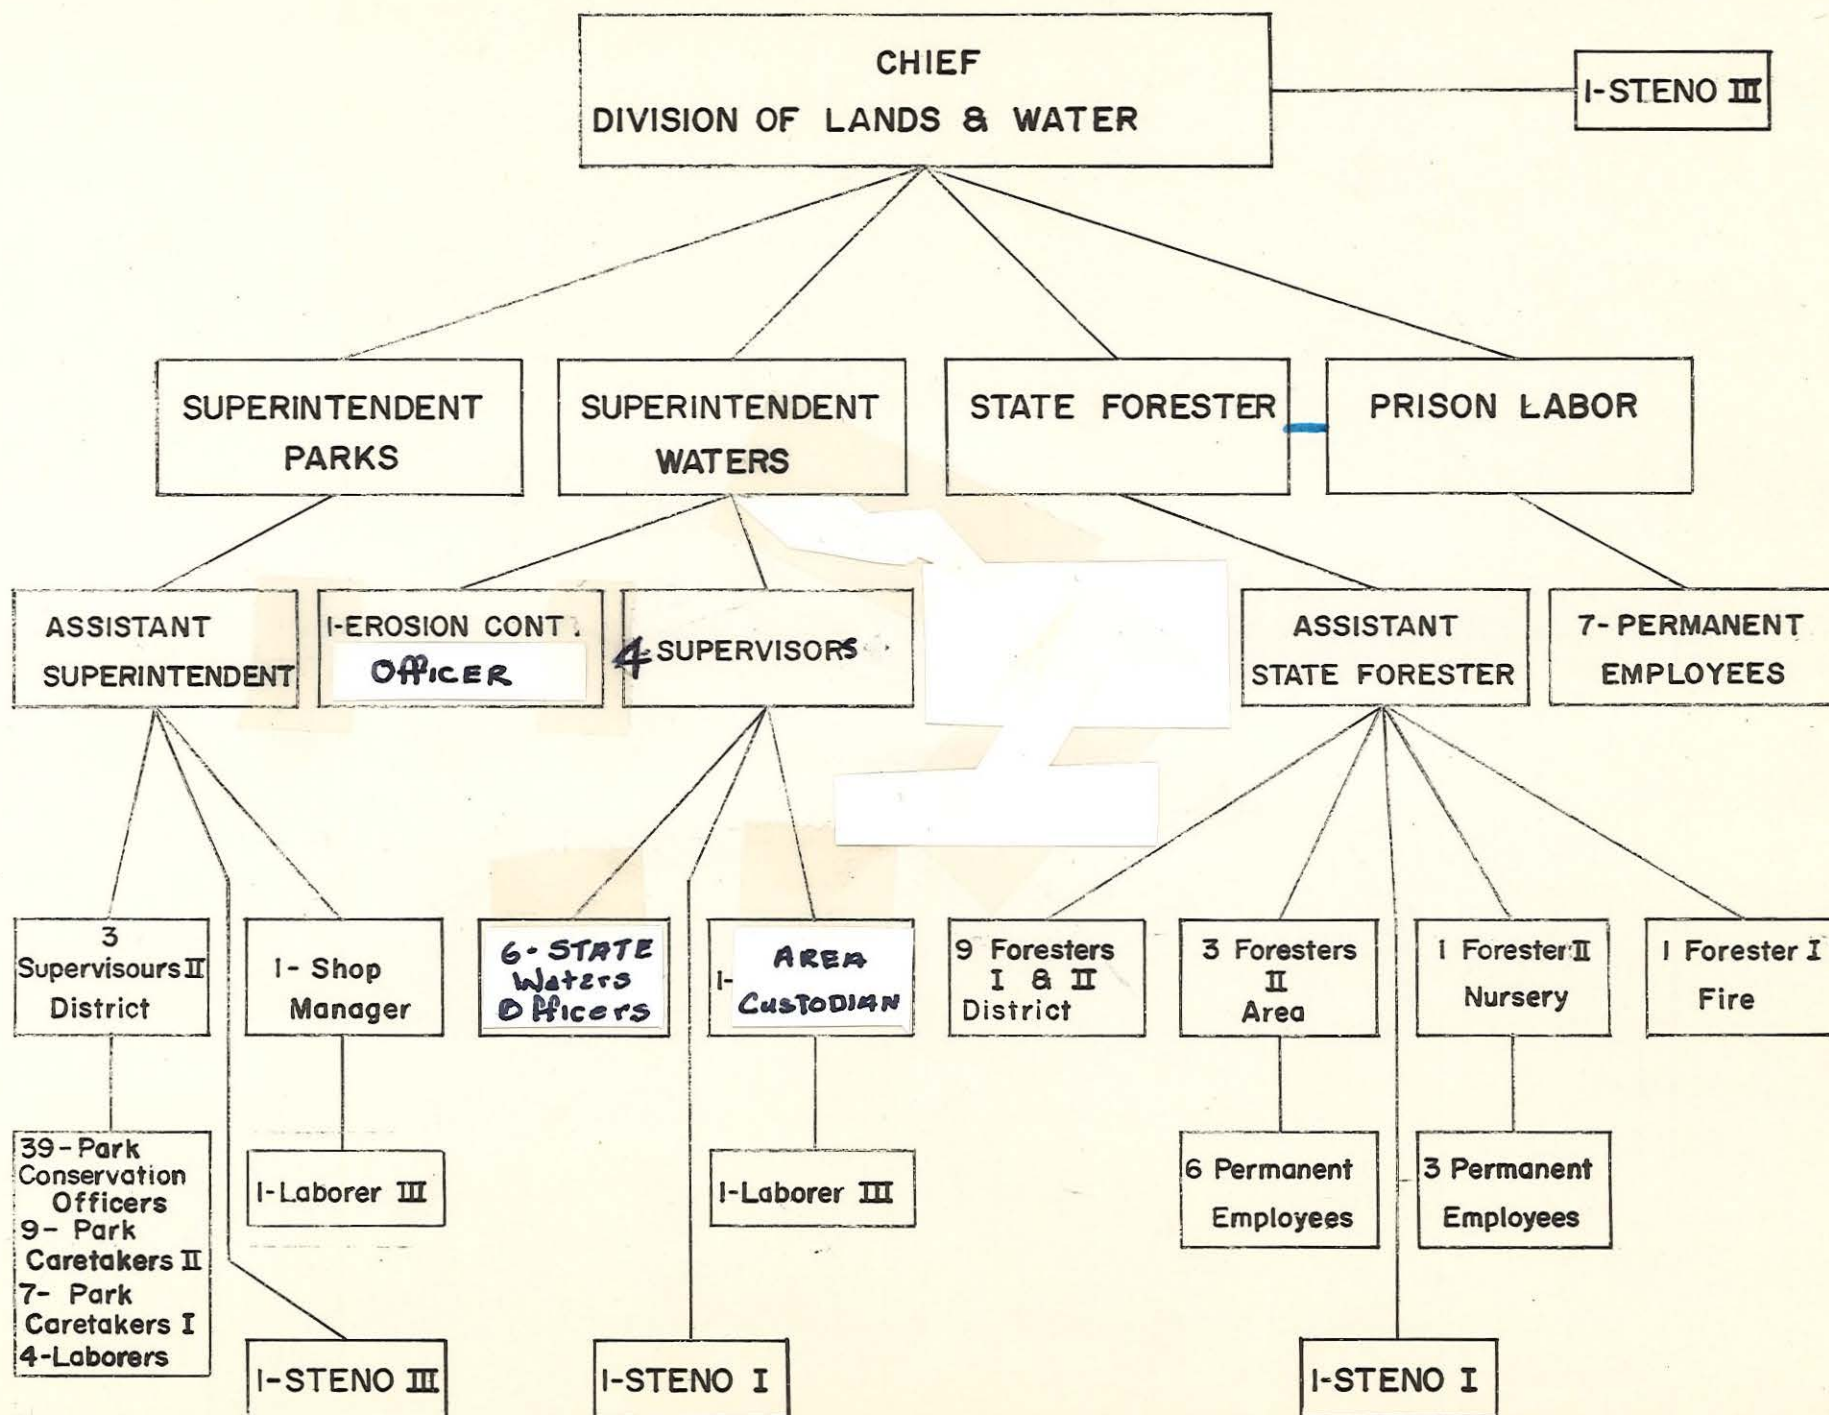 CHIEF
DIVISION OF LANDS & WATER
1-STENO III
SUPERINTENDENT
PARKS
SUPERINTENDENT
WATERS
STATE FORESTER
PRISON LABOR
ASSISTANT
SUPERINTENDENT
1-EROSION CONT.
OfficER
4-SUPERVISORS
ASSISTANT
STATE FORESTER
7-PERMANENT
EMPLOYEES
3
Supervisours II
District
1- Shop
Manager
6-STATE
Waters
Officers
1- AREA
CUSTODIAN
9 Foresters
I & II
District
3 Foresters
II
Area
1 Forester II
Nursery
1 Forester I
Fire
39-Park
Conservation
Officers
9- Park
Caretakers II
7- Park
Caretakers I
4-Laborers
1-Laborer III
1-Laborer III
6 Permanent
Employees
3 Permanent
Employees
1-STENO III
1-STENO I
1-STENO I